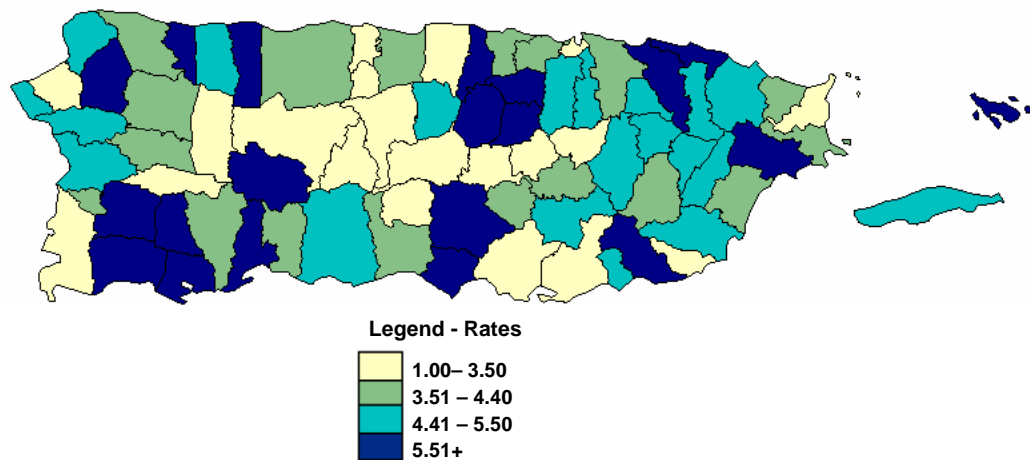 Legend - Rates
1.00– 3.50
3.51 – 4.40
4.41 – 5.50
5.51+